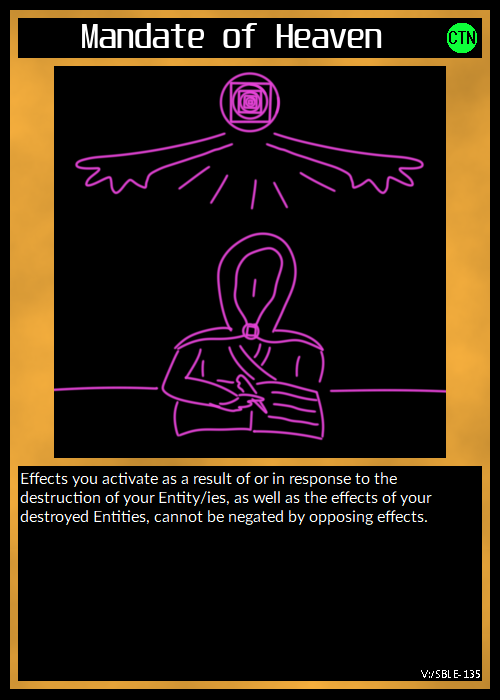 Mandate of Heaven
CTN
Effects you activate as a result of or in response to the
destruction of your Entity/ies, as well as the effects of your
destroyed Entities, cannot be negated by opposing effects.
V:/SBLE-135